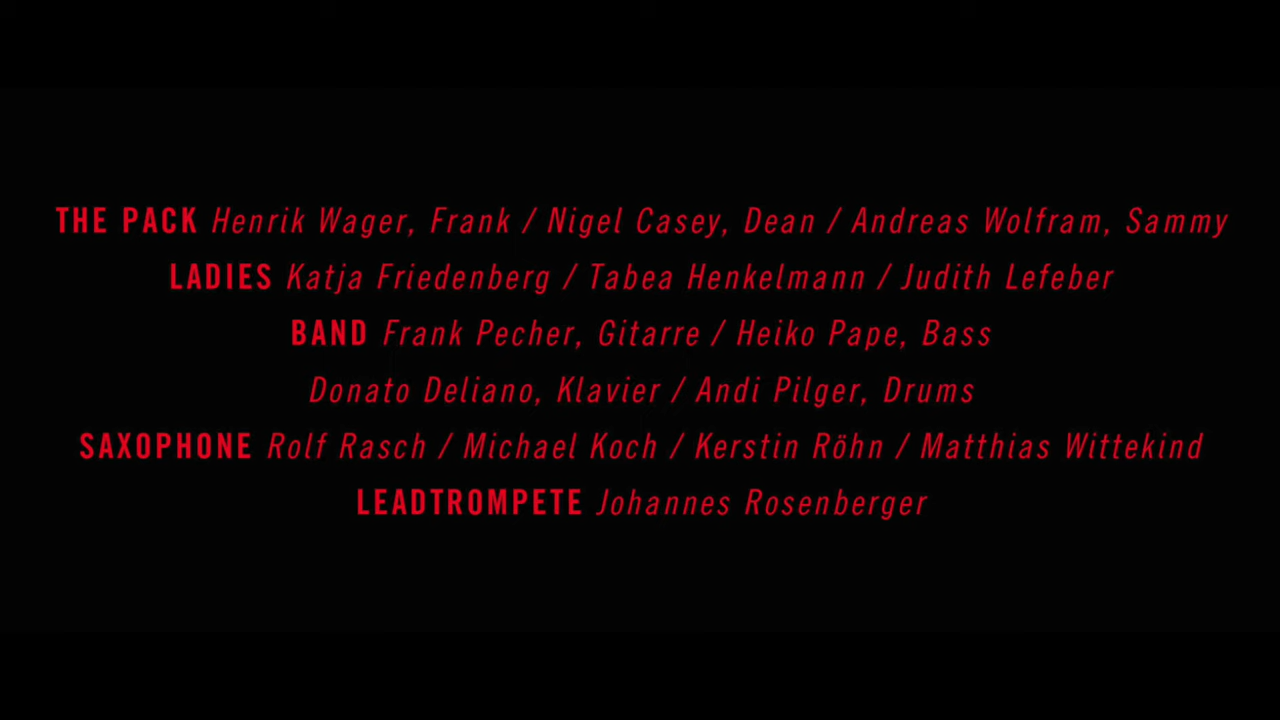 THE PACK Henrik Wager, Frank / Nigel Casey, Dean / Andreas Wolfram, Sammy
LADIES Katja Friedenberg / Tabea Henkelmann / Judith Lefeber
BAND Frank Pecher, Gitarre / Heiko Pape, Bass
Donato Deliano, Klavier / Andi Pilger, Drums
SAXOPHONE Rolf Rasch / Michael Koch / Kerstin Röhn / Matthias Wittekind
LEADTROMPETE Johannes Rosenberger